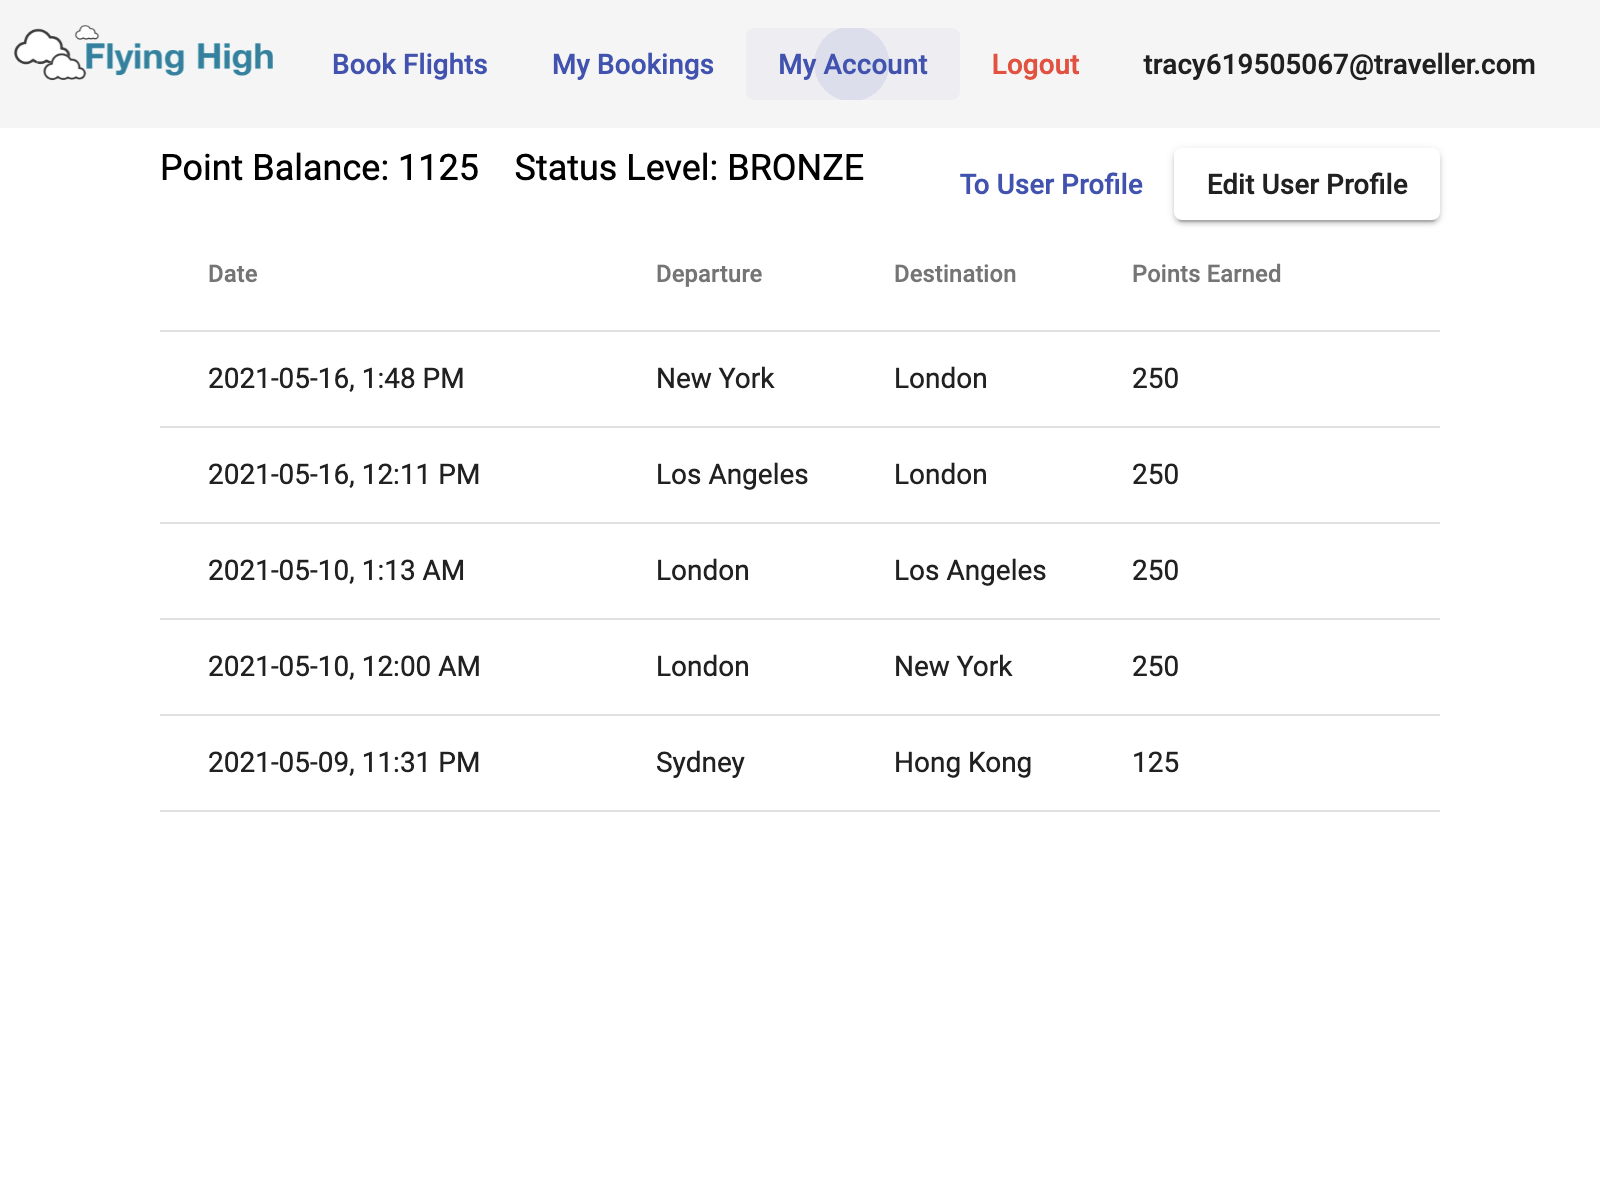 Flying High Book Flights My Bookings My Account Logout tracy619505067@traveller.com
Point Balance: 1125 Status Level: BRONZE To User Profile Edit User Profile
Date Departure Destination Points Earned
2021-05-16, 1:48 PM New York London 250
2021-05-16, 12:11 PM Los Angeles London 250
2021-05-10, 1:13 AM London Los Angeles 250
2021-05-10, 12:00 AM London New York 250
2021-05-09, 11:31 PM Sydney Hong Kong 125